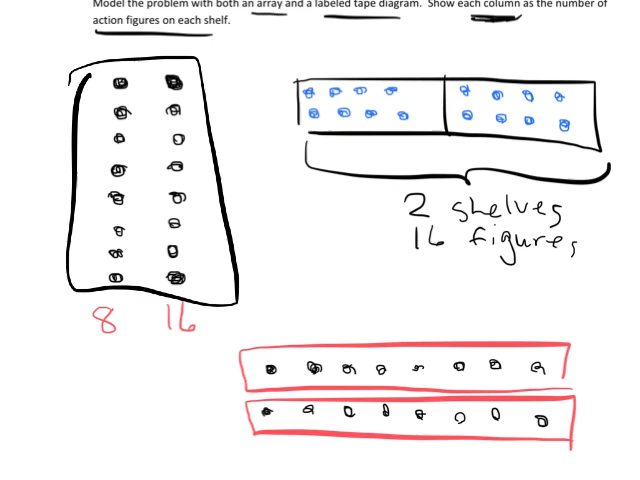 Model the problem with both an array and a labeled tape diagram. Show each column as the number of
action figures on each shelf.
2 shelves
16 figures
8 16